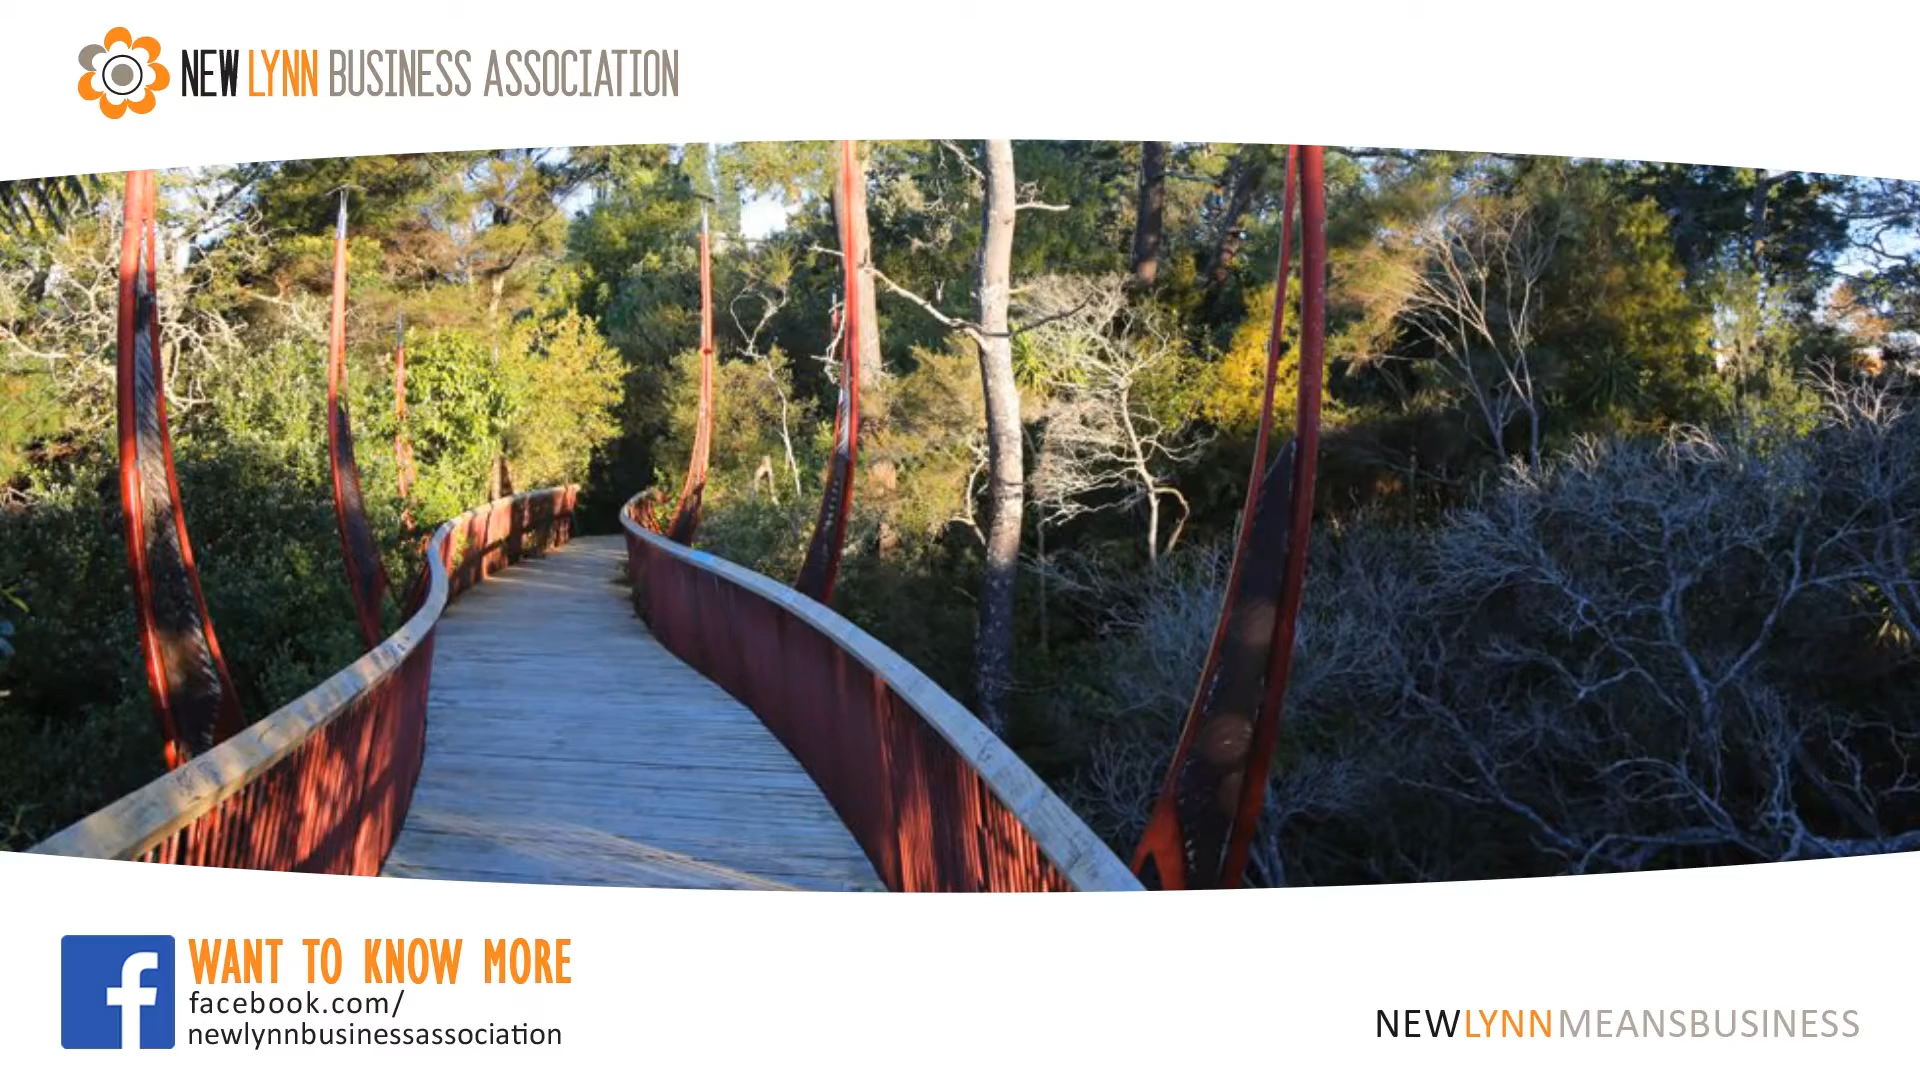 NEW LYNN BUSINESS ASSOCIATION
WANT TO KNOW MORE
facebook.com/
newlynnbusinessassociation
NEWLYNNMEANSBUSINESS